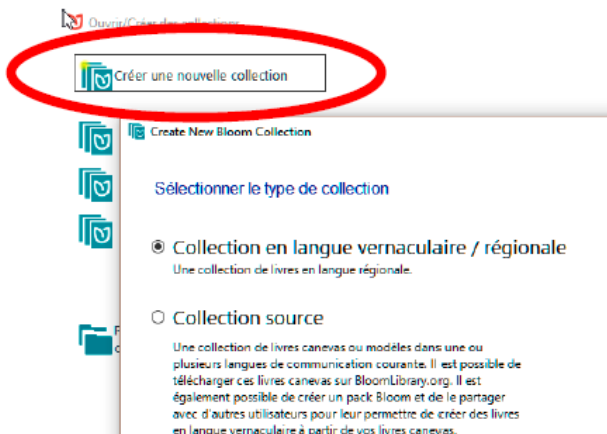 Ouvrir/Créer des collections
Créer une nouvelle collection
Create New Bloom Collection
Sélectionner le type de collection
Collection en langue vernaculaire / régionale
Une collection de livres en langue régionale.
Collection source
Une collection de livres canevas ou modèles dans une ou
plusieurs langues de communication courante. Il est possible de
télécharger ces livres canevas sur BloomLibrary.org. Il est
également possible de créer un pack Bloom et de le partager
avec d'autres utilisateurs pour leur permettre de créer des livres
en langue vernaculaire à partir de vos livres canevas.